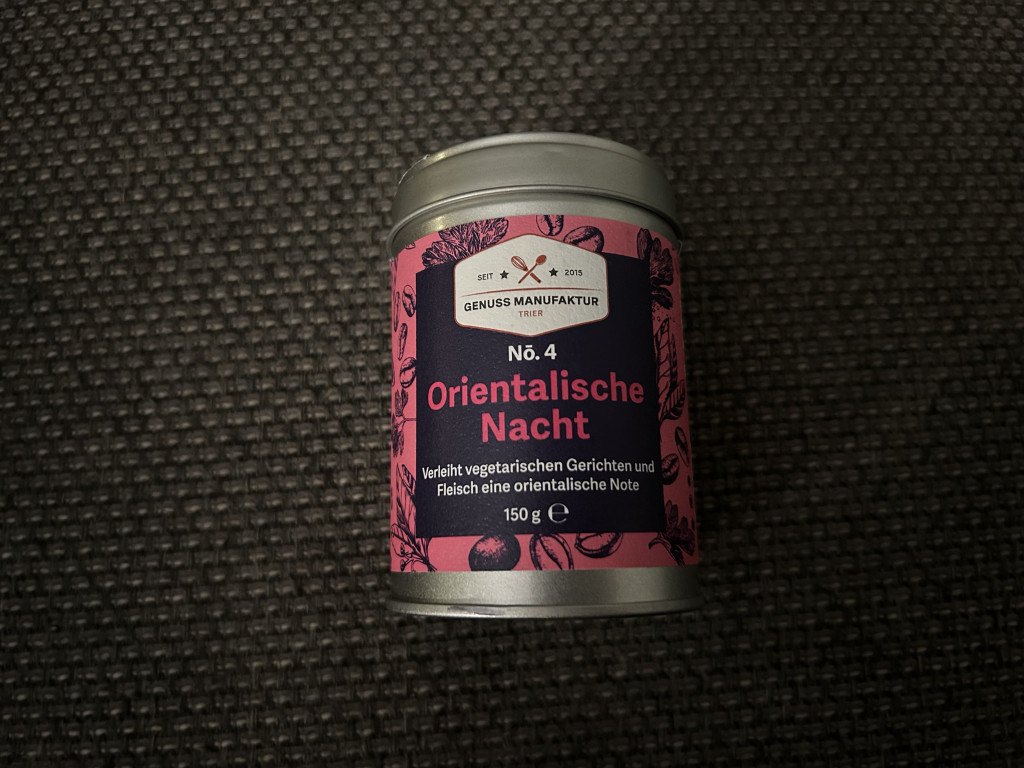 SEIT 2015
GENUSS MANUFAKTUR
TRIER
Nō. 4
Orientalische
Nacht
Verleiht vegetarischen Gerichten und
Fleisch eine orientalische Note
150 g ℮